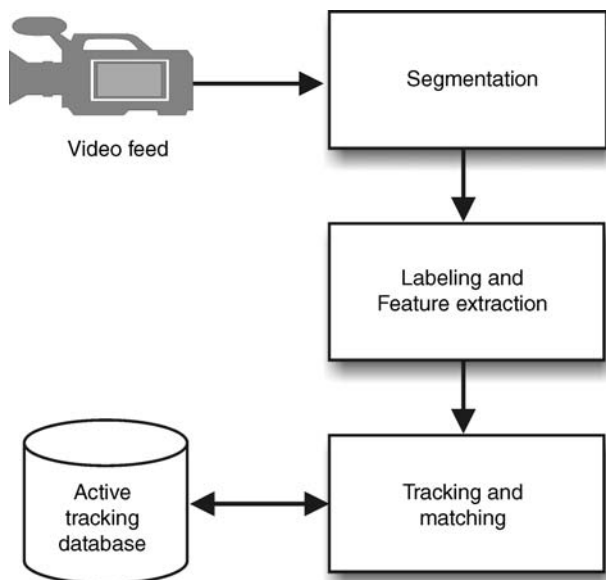 Segmentation
Video feed
Labeling and
Feature extraction
Active
tracking
database
Tracking and
matching